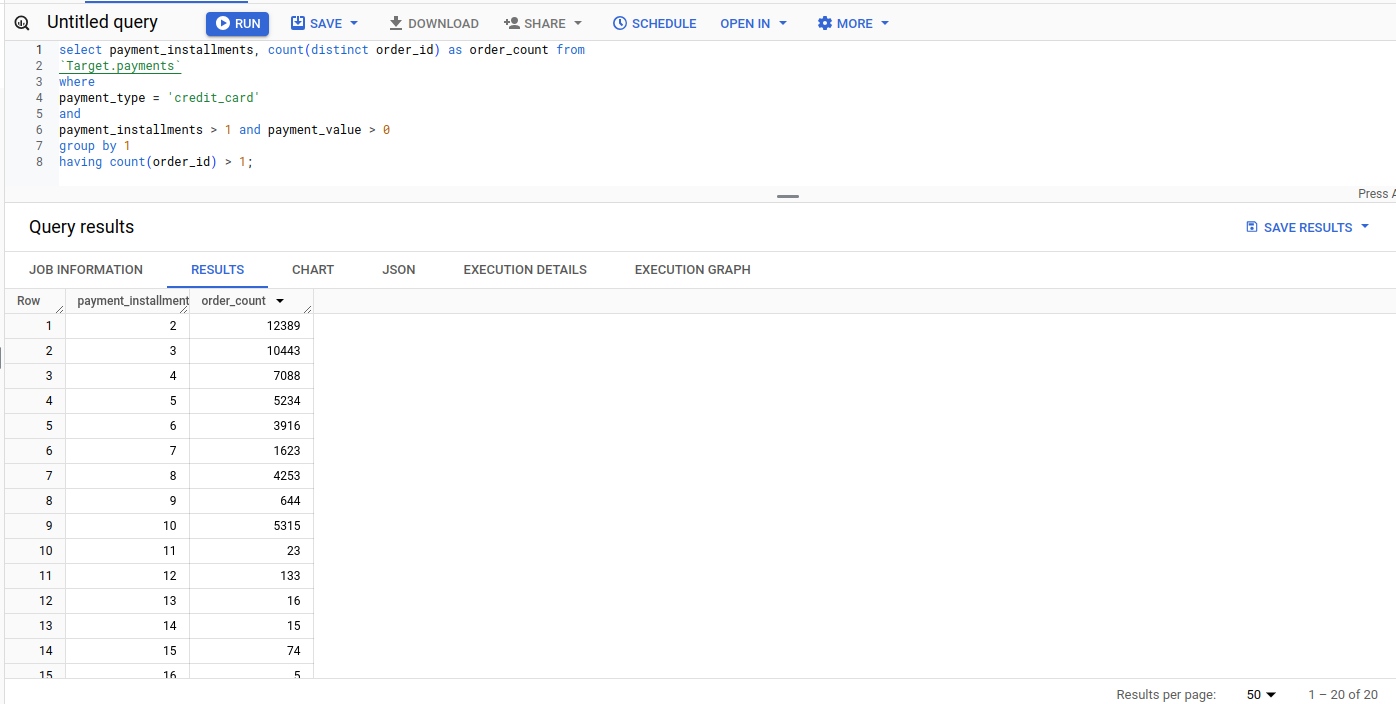 Untitled query RUN SAVE DOWNLOAD SHARE SCHEDULE OPEN IN MORE
1 select payment_installments, count(distinct order_id) as order_count from
2 `Target.payments`
3 where
4 payment_type = 'credit_card'
5 and
6 payment_installments > 1 and payment_value > 0
7 group by 1
8 having count(order_id) > 1;
Press A
Query results SAVE RESULTS
JOB INFORMATION RESULTS CHART JSON EXECUTION DETAILS EXECUTION GRAPH
Row payment_installment order_count
1 2 12389
2 3 10443
3 4 7088
4 5 5234
5 6 3916
6 7 1623
7 8 4253
8 9 644
9 10 5315
10 11 23
11 12 133
12 13 16
13 14 15
14 15 74
15 16 5
Results per page: 50 1 – 20 of 20